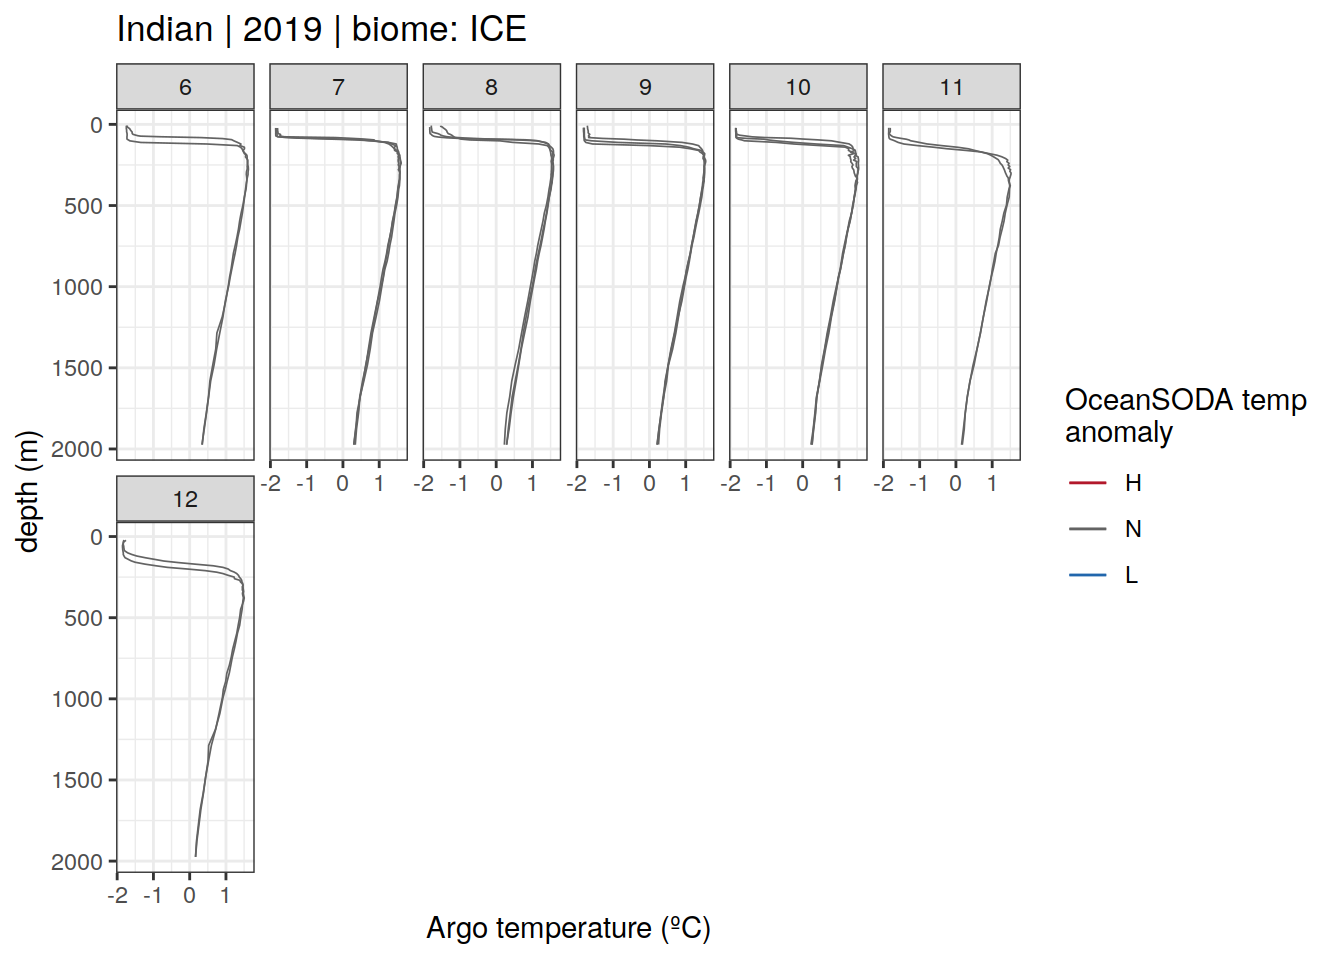 Indian | 2019 | biome: ICE
6 7 8 9 10 11
0
500
1000
1500
2000
-2 -1 0 1 -2 -1 0 1 -2 -1 0 1 -2 -1 0 1 -2 -1 0 1
12
0
500
1000
1500
2000
-2 -1 0 1
depth (m)
Argo temperature (ºC)
OceanSODA temp
anomaly
H
N
L